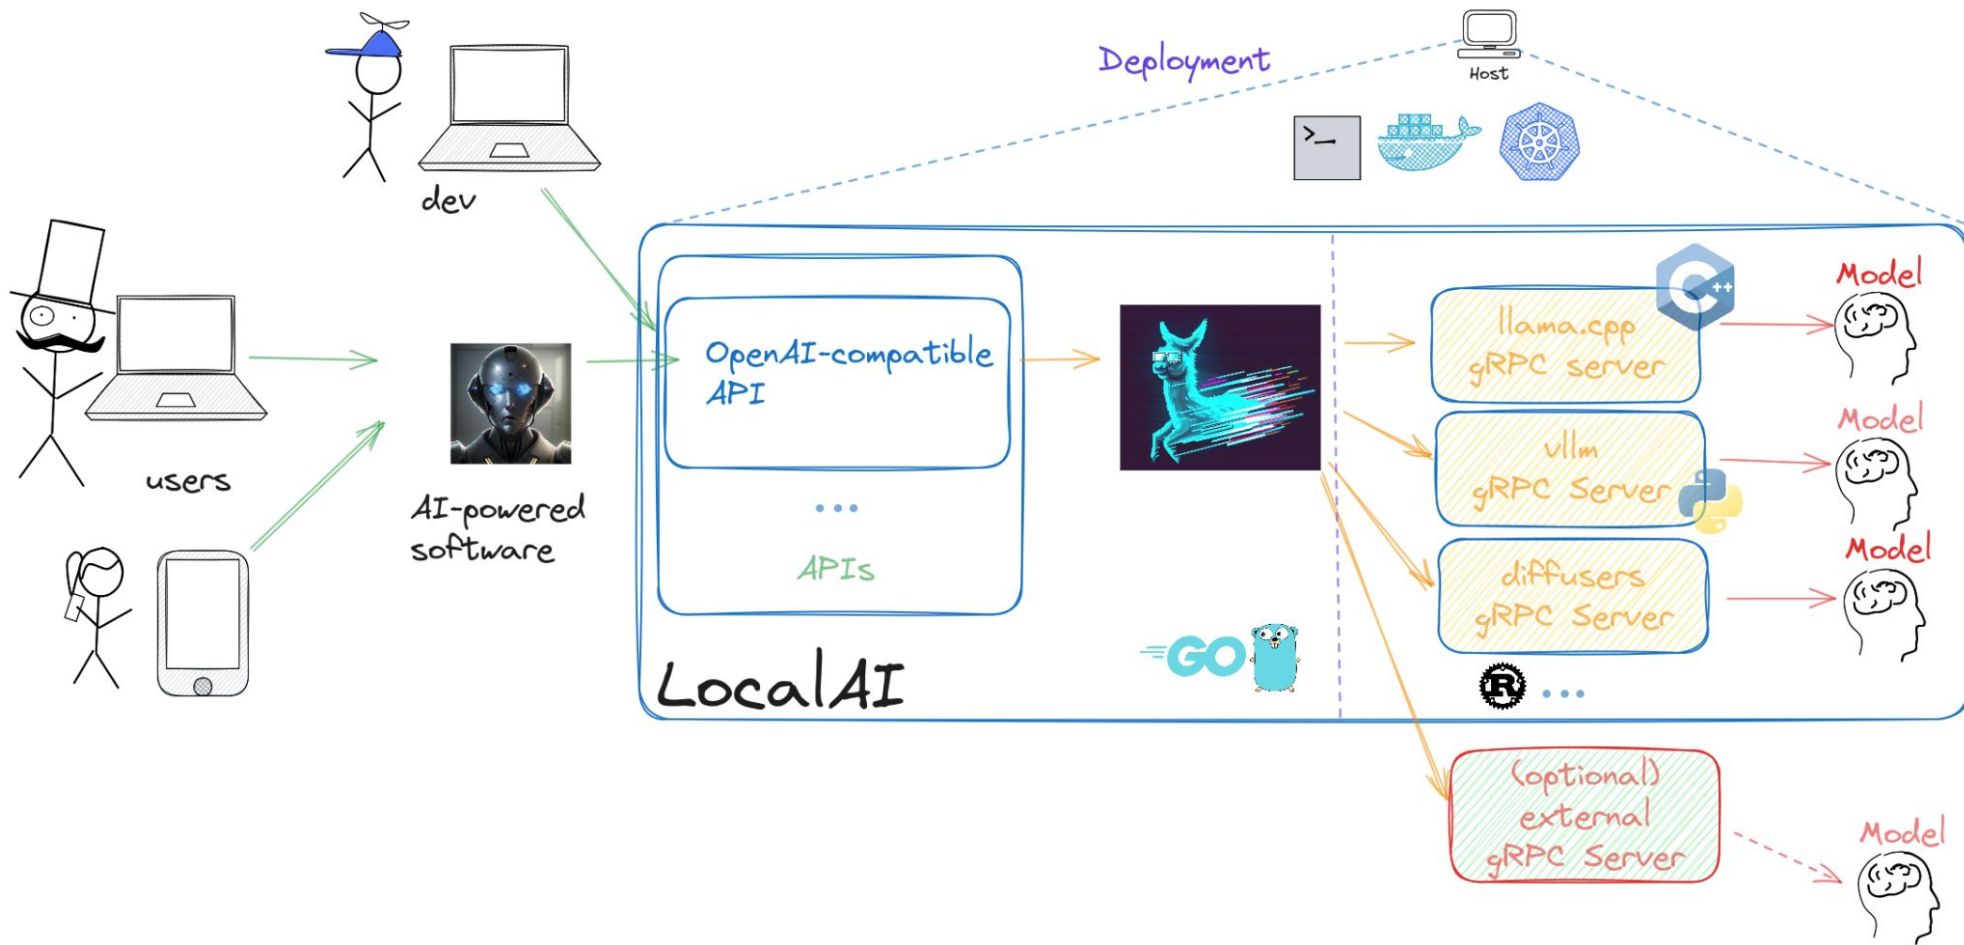 Deployment
Host
>_
dev
users
AI-powered
software
OpenAI-compatible
API
...
APIs
LocalAI
GO
C++
llama.cpp
gRPC server
Model
vllm
gRPC Server
Model
diffusers
gRPC Server
Model
R
...
(optional)
external
gRPC Server
Model